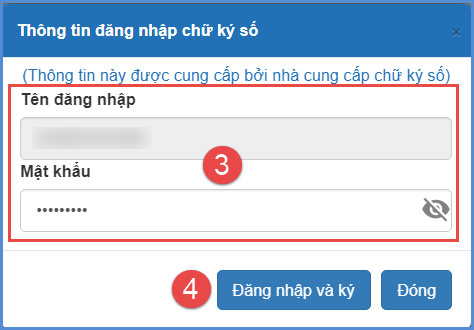 Thông tin đăng nhập chữ ký số
×
(Thông tin này được cung cấp bởi nhà cung cấp chữ ký số)
Tên đăng nhập
3
Mật khẩu
•••••••••
4 Đăng nhập và ký Đóng